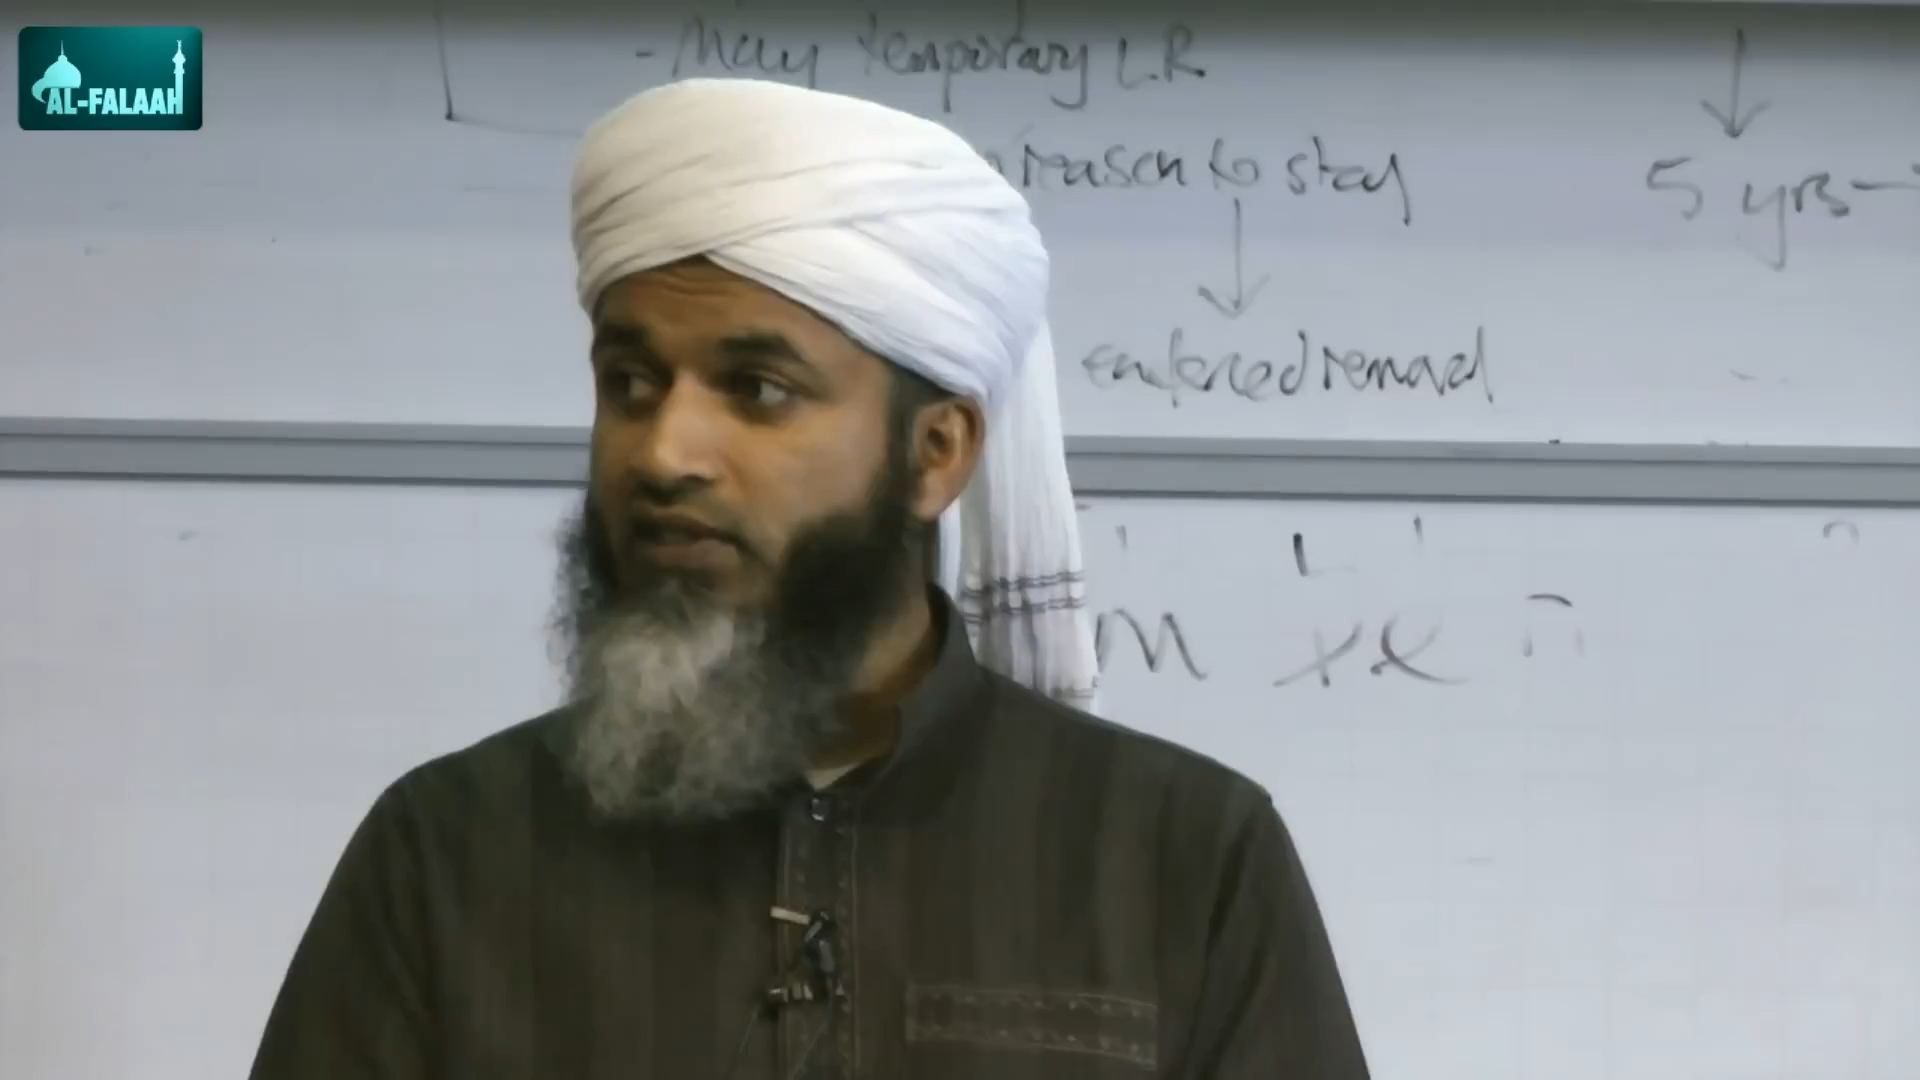 AL-FALAAH
- May temporary L.R
reason to stay
5 yrs
enforced removal